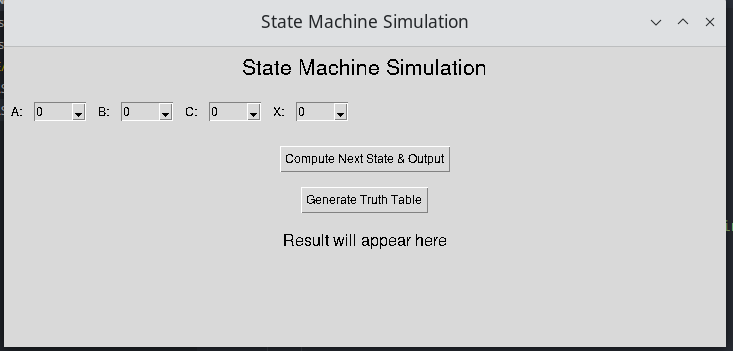 State Machine Simulation
State Machine Simulation
A: 0 B: 0 C: 0 X: 0
Compute Next State & Output
Generate Truth Table
Result will appear here